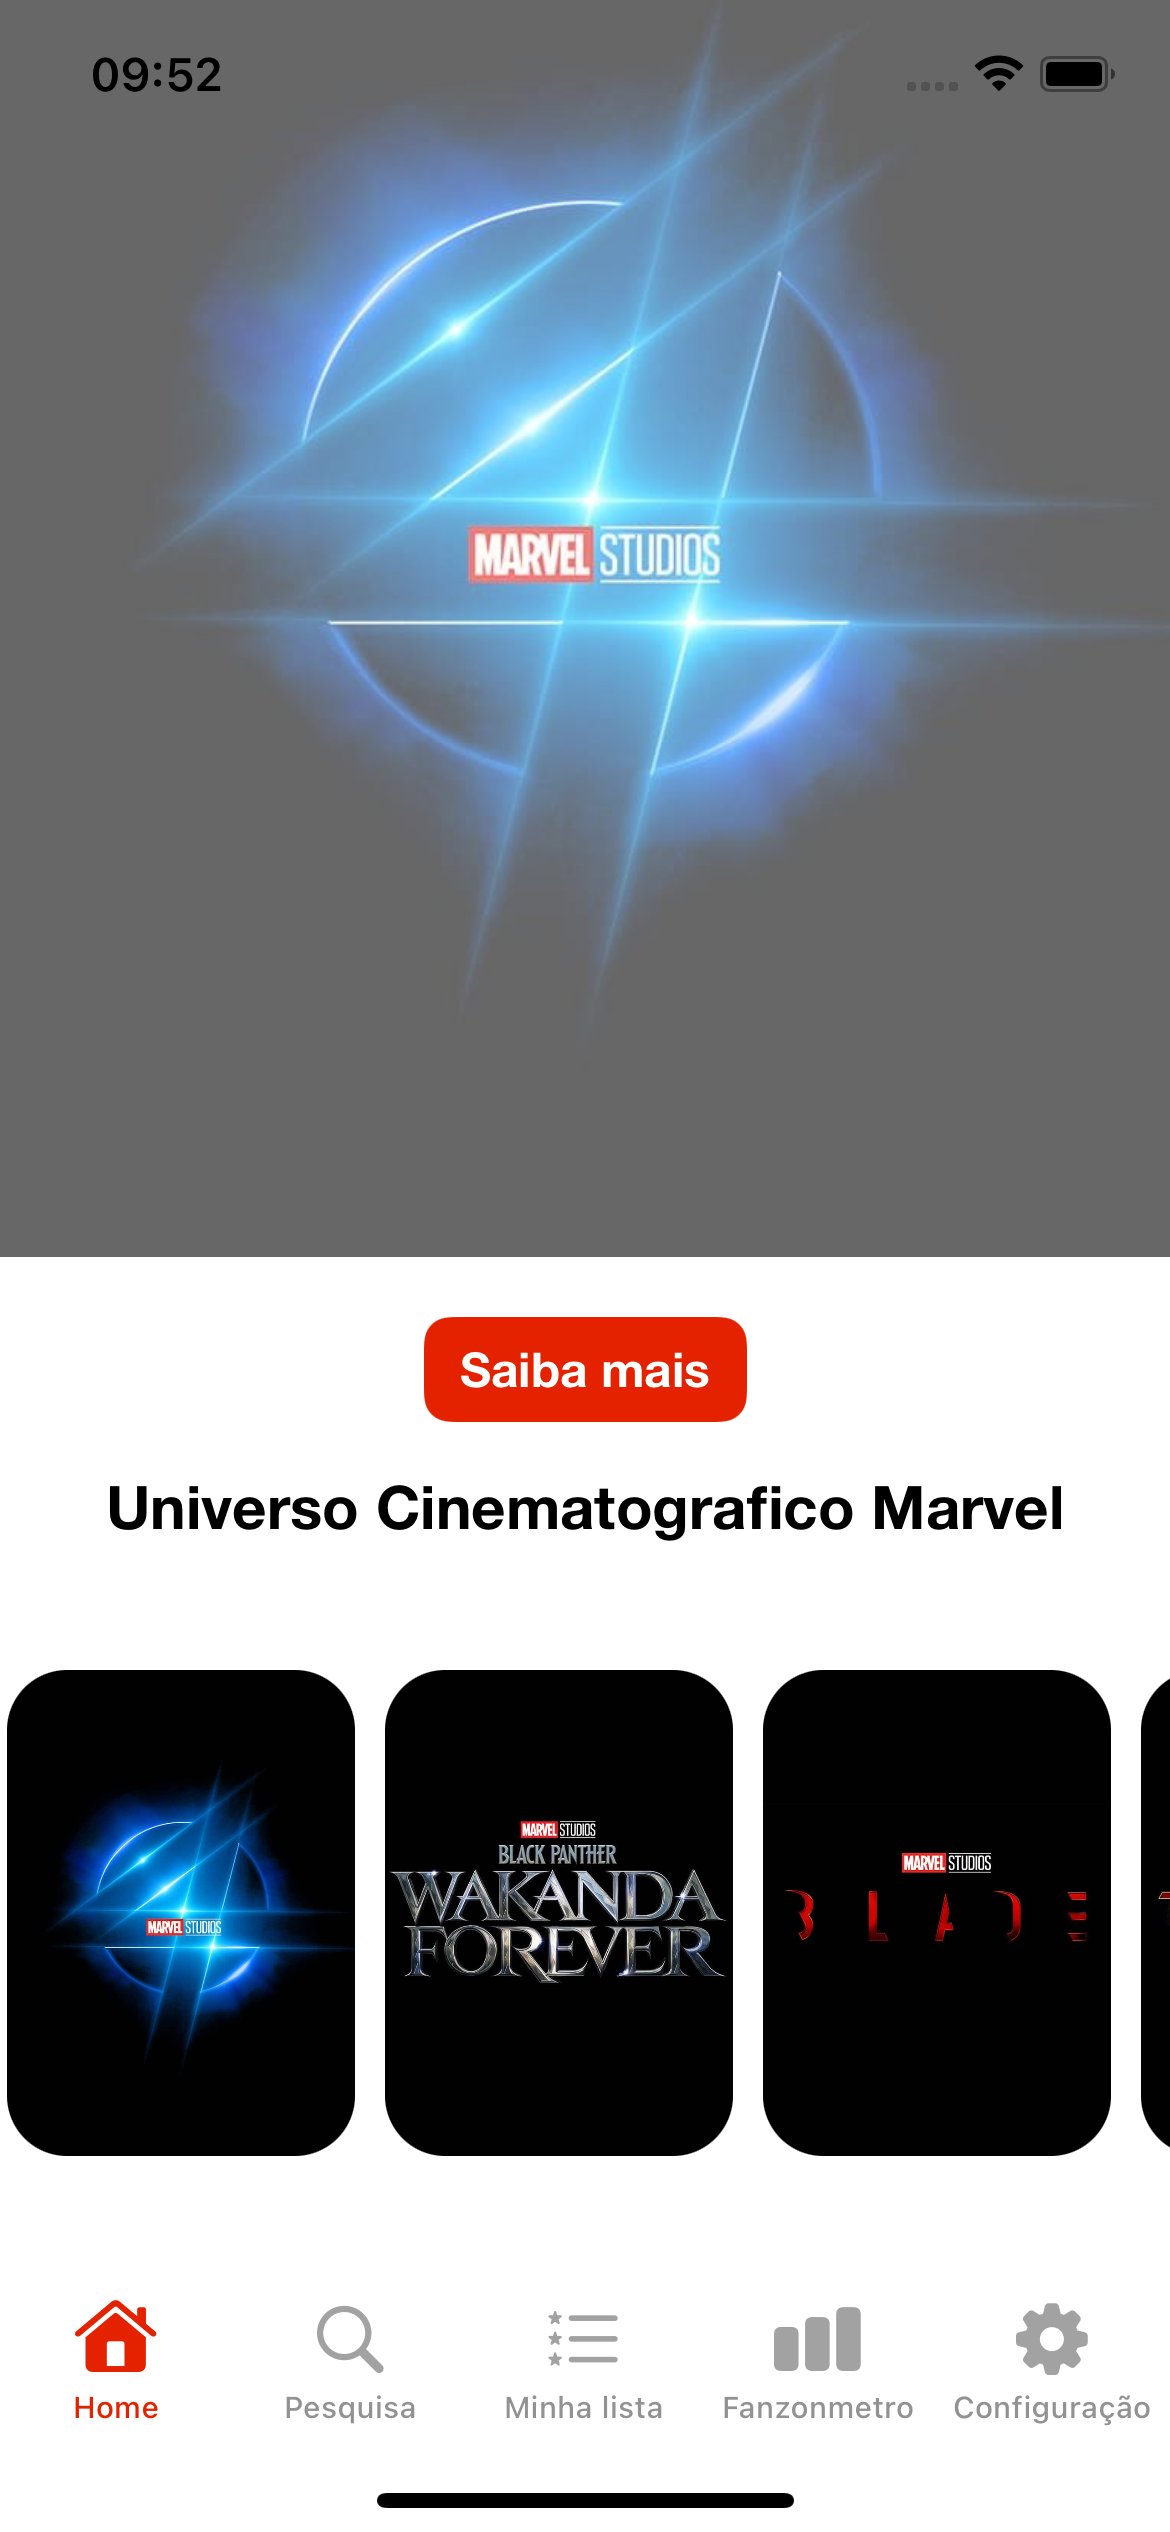 09:52
MARVEL STUDIOS
Saiba mais
Universo Cinematografico Marvel
MARVEL STUDIOS
MARVEL STUDIOS
BLACK PANTHER
WAKANDA
FOREVER
MARVEL STUDIOS
BLADE
Home
Pesquisa
Minha lista
Fanzonmetro
Configuração